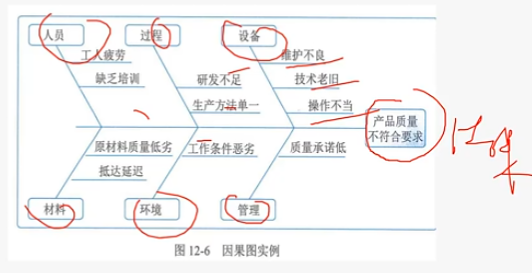 人员
过程
设备
工人疲劳
维护不良
缺乏培训
研发不足
技术老旧
生产方法单一
操作不当
产品质量
不符合要求
原材料质量低劣
工作条件恶劣
质量承诺低
抵达延迟
材料
环境
管理
图 12-6 因果图实例